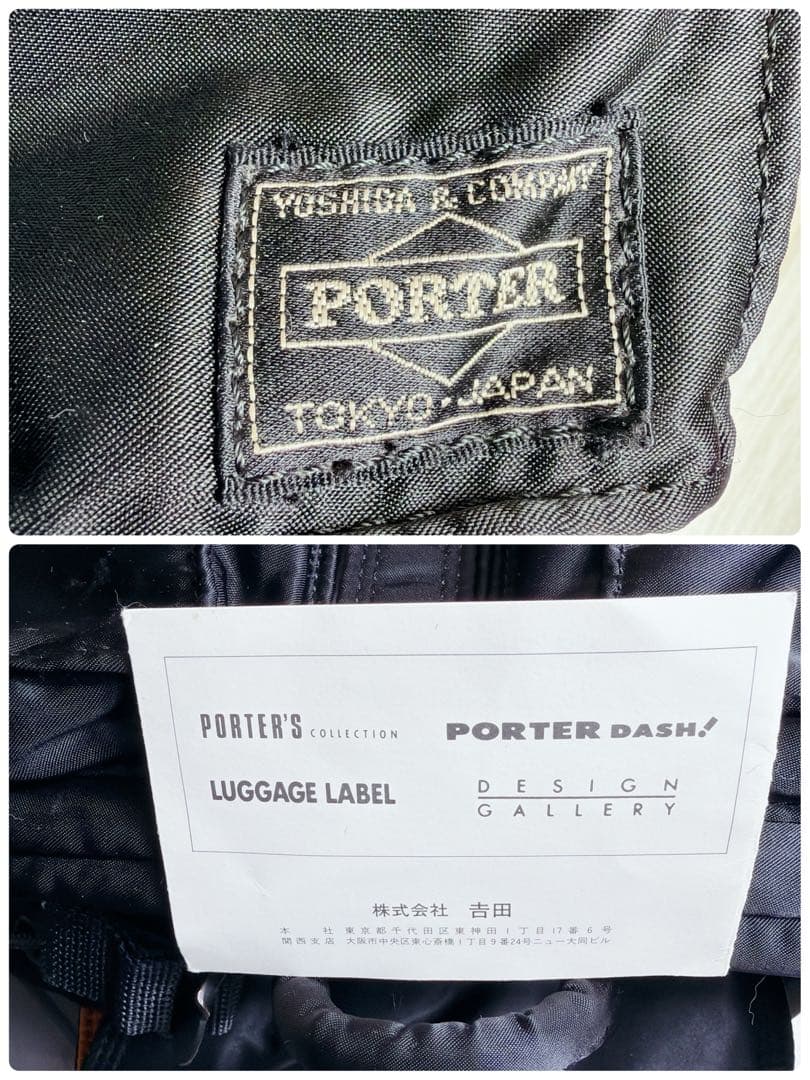 YOSHIDA & COMPANY
PORTER
TOKYO·JAPAN
PORTER'S COLLECTION
PORTER DASH!
LUGGAGE LABEL
DESIGN
GALLERY
株式会社 𠮷田
本 社 東京都千代田区東神田1丁目17番6号
関西支店 大阪市中央区東心斎橋1丁目9番24号ニュー大同ビル